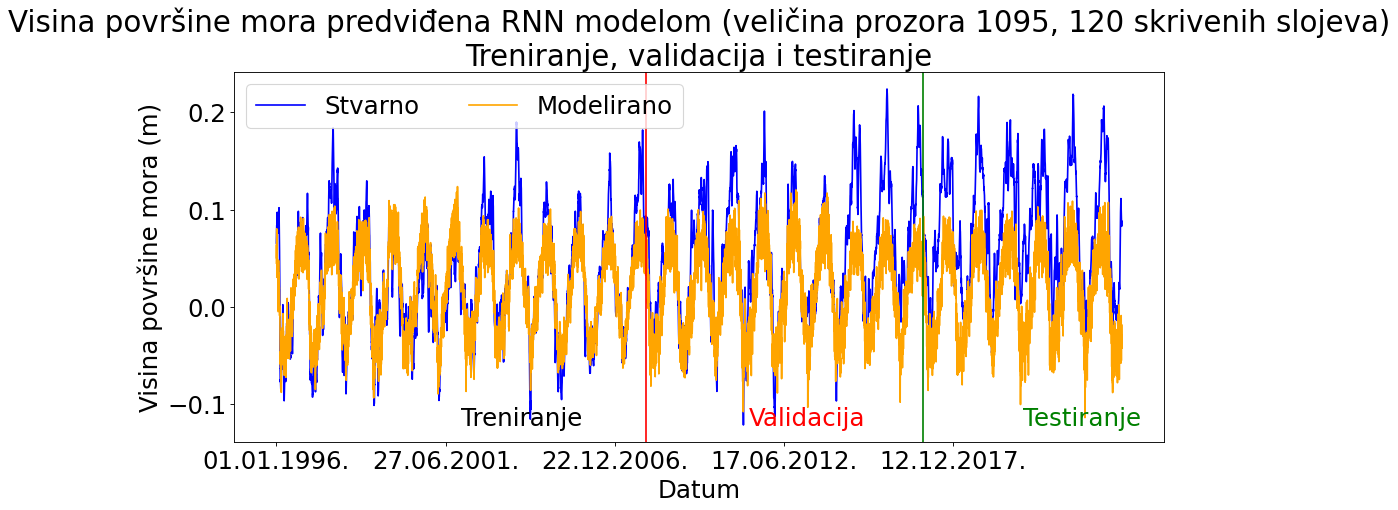 Visina površine mora predviđena RNN modelom (veličina prozora 1095, 120 skrivenih slojeva)
Treniranje, validacija i testiranje
Stvarno Modelirano
Visina površine mora (m)
0.2
0.1
0.0
−0.1
Treniranje Validacija Testiranje
01.01.1996. 27.06.2001. 22.12.2006. 17.06.2012. 12.12.2017.
Datum